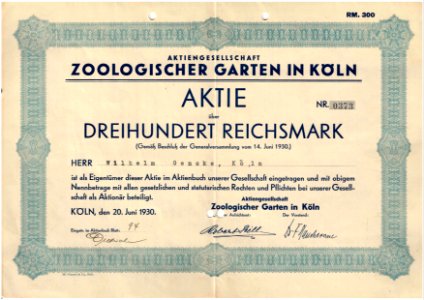 RM. 300
AKTIENGESELLSCHAFT
ZOOLOGISCHER GARTEN IN KÖLN
AKTIE
über
NR. 0373
DREIHUNDERT REICHSMARK
(Gemäß Beschluß der Generalversammlung vom 14. Juni 1930.)
HERR Wilhelm Oencke, Köln
ist als Eigentümer dieser Aktie im Aktienbuch unserer Gesellschaft eingetragen und mit obigem
Nennbetrage mit allen gesetzlichen und statutarischen Rechten und Pflichten bei unserer Gesell-
schaft als Aktionär beteiligt.
Aktiengesellschaft
KÖLN, den 20. Juni 1930.
Zoologischer Garten in Köln
Der Aufsichtsrat: Der Vorstand:
Eingetr. im Aktienbuch Blatt: 94